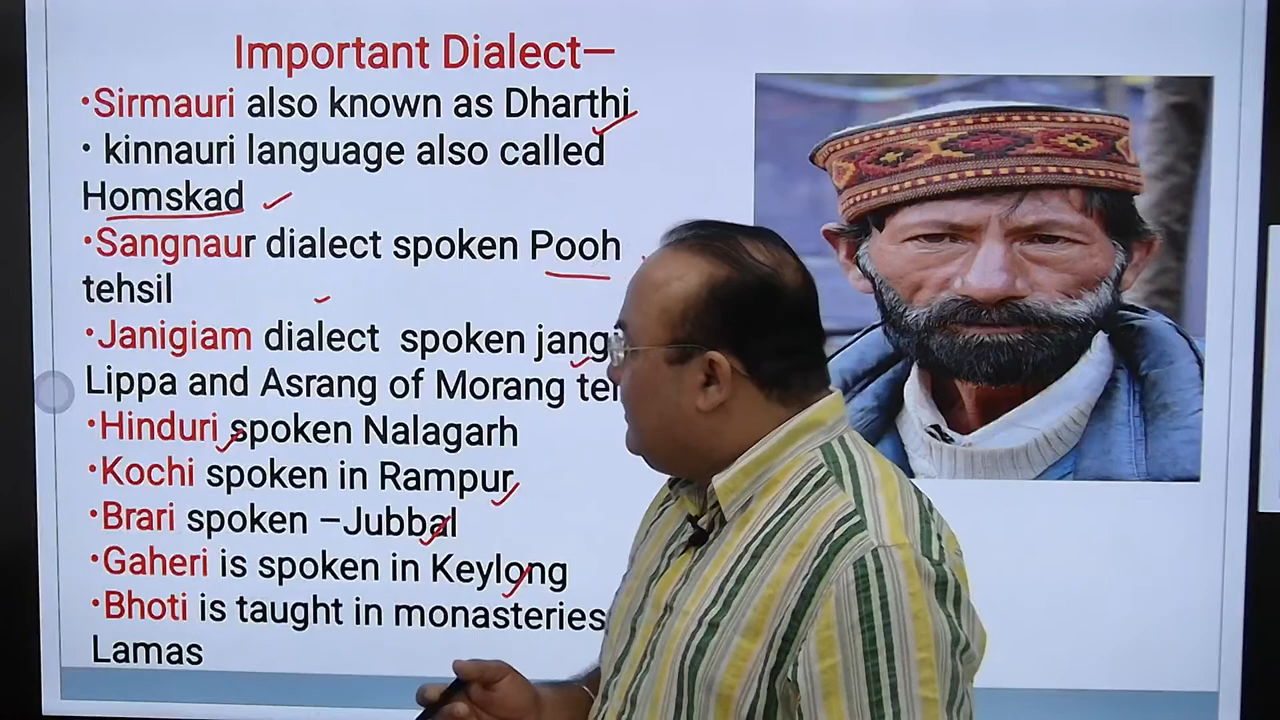 Important Dialect—
•Sirmauri also known as Dharthi
• kinnauri language also called
Homskad
•Sangnaur dialect spoken Pooh
tehsil
•Janigiam dialect spoken jang
Lippa and Asrang of Morang
•Hinduri spoken Nalagarh
•Kochi spoken in Rampur
•Brari spoken –Jubbal
•Gaheri is spoken in Keylong
•Bhoti is taught in monasteries
Lamas